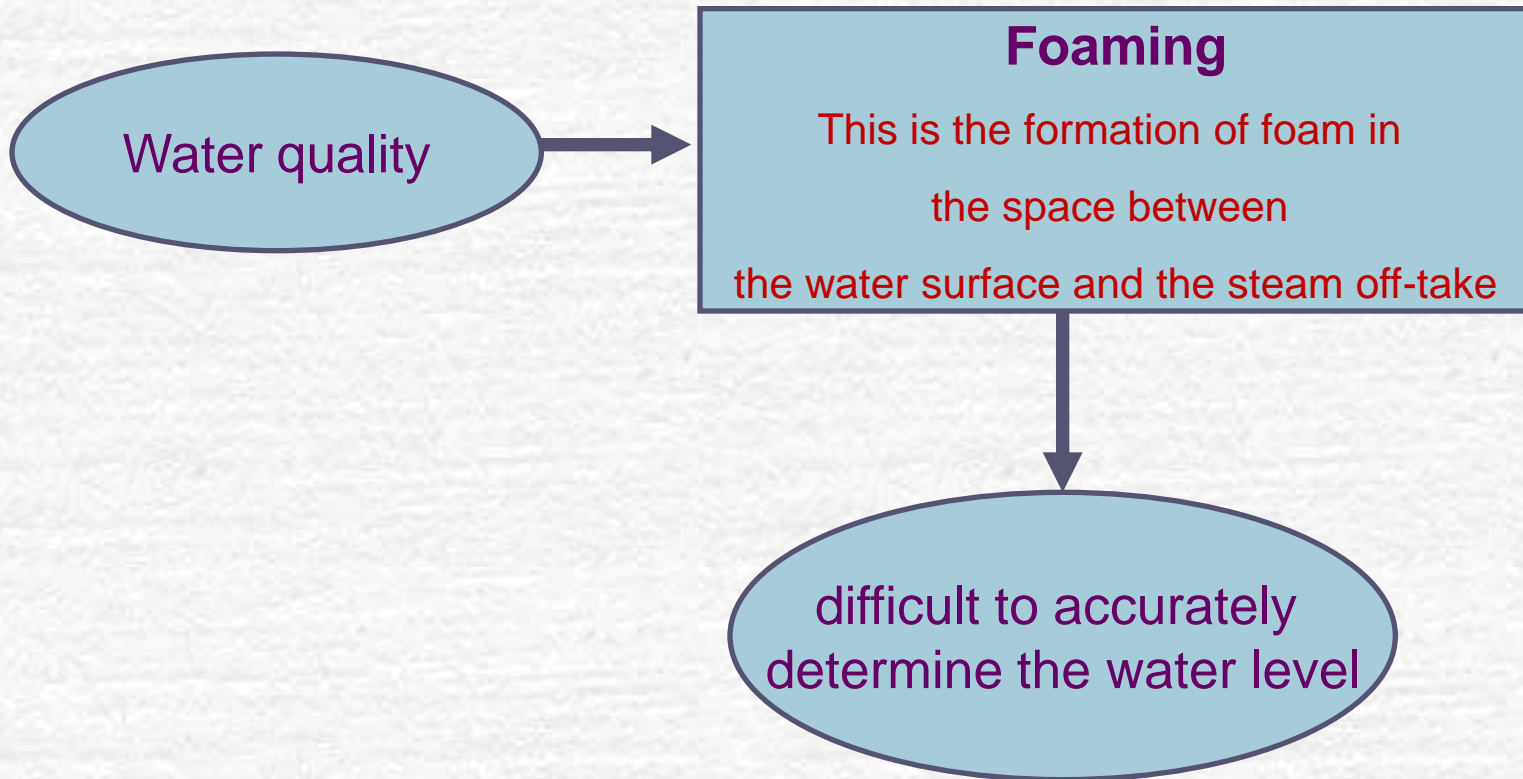 Water quality
Foaming
This is the formation of foam in
the space between
the water surface and the steam off-take
difficult to accurately
determine the water level